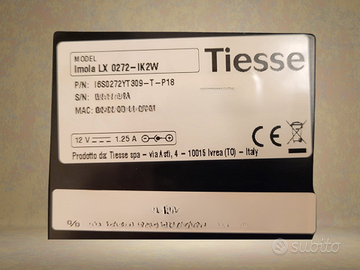 MODEL
Imola LX 0272-IK2W
Tiesse
P/N: I6S0272YT309-T-P18
S/N:
MAC:
12 V 1.25 A
CE
Prodotto da: Tiesse spa - via Asti, 4 - 10015 Ivrea (TO) - Italy
subito